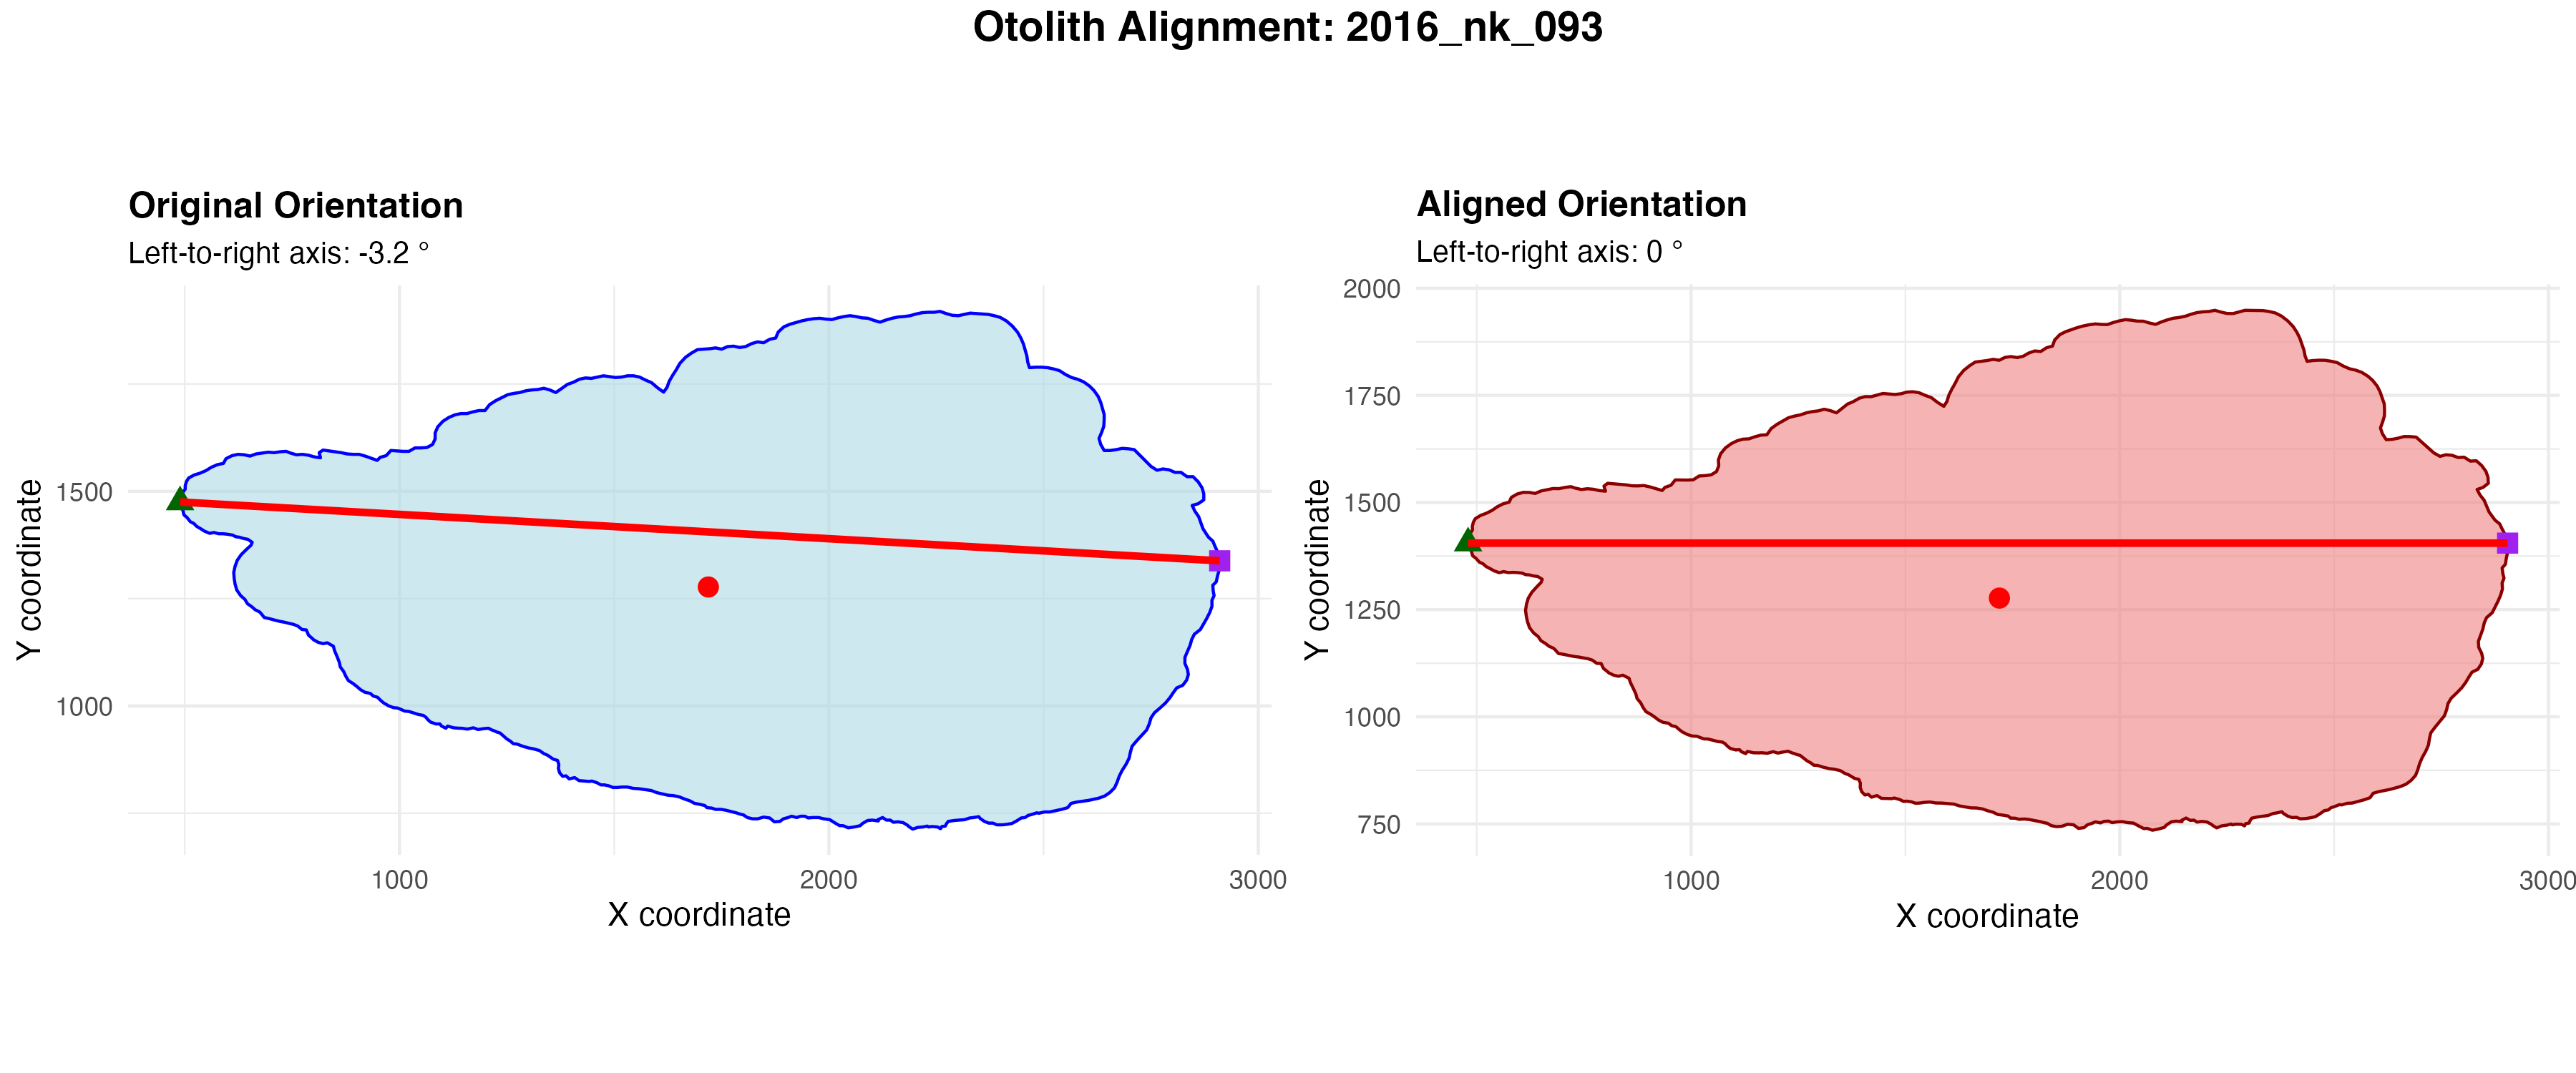 Otolith Alignment: 2016_nk_093
Original Orientation
Left-to-right axis: -3.2 °
Y coordinate
1500
1000
1000
2000
3000
X coordinate
Aligned Orientation
Left-to-right axis: 0 °
Y coordinate
2000
1750
1500
1250
1000
750
1000
2000
3000
X coordinate